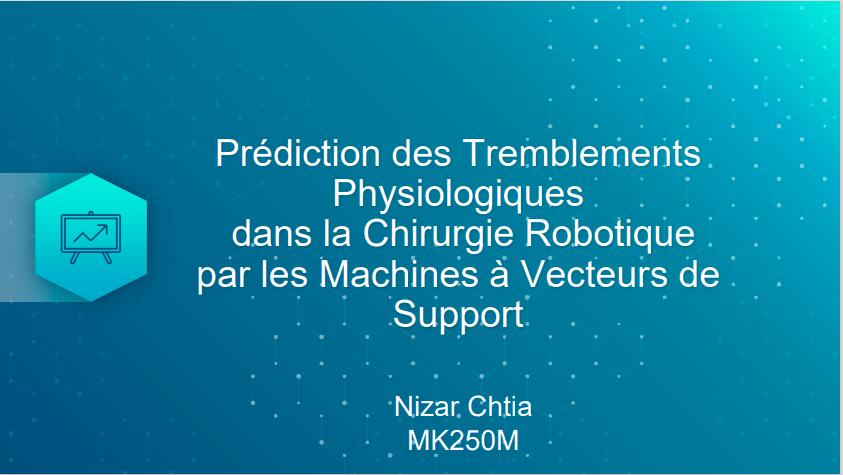 Prédiction des Tremblements
Physiologiques
dans la Chirurgie Robotique
par les Machines à Vecteurs de
Support
Nizar Chtia
MK250M